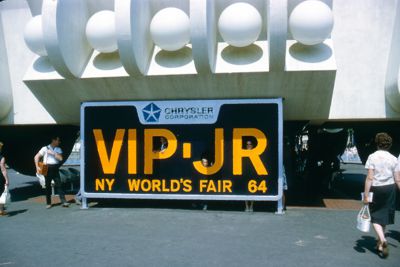 CHRYSLER
CORPORATION
VIP-JR
NY WORLD'S FAIR 64